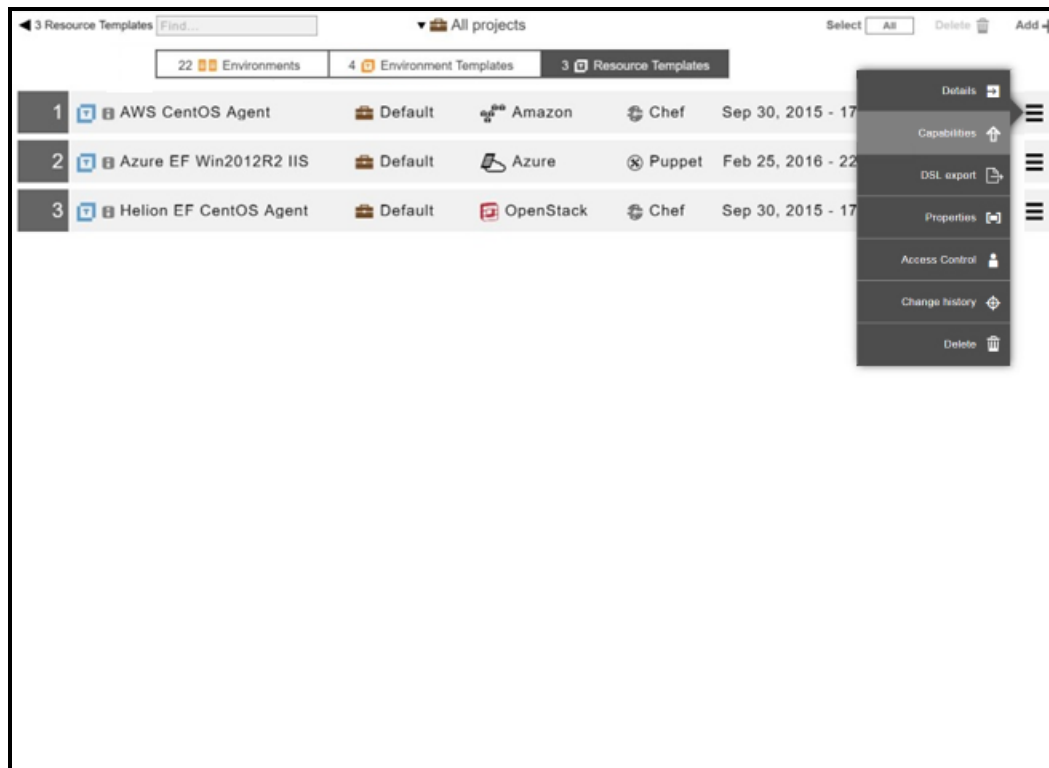 3 Resource Templates Find... All projects Select All Delete Add
22 Environments 4 Environment Templates 3 Resource Templates
Details
1 AWS CentOS Agent Default Amazon Chef Sep 30, 2015 - 17
Capabilities
2 Azure EF Win2012R2 IIS Default Azure Puppet Feb 25, 2016 - 22
DSL export
3 Helion EF CentOS Agent Default OpenStack Chef Sep 30, 2015 - 17
Properties
Access Control
Change history
Delete